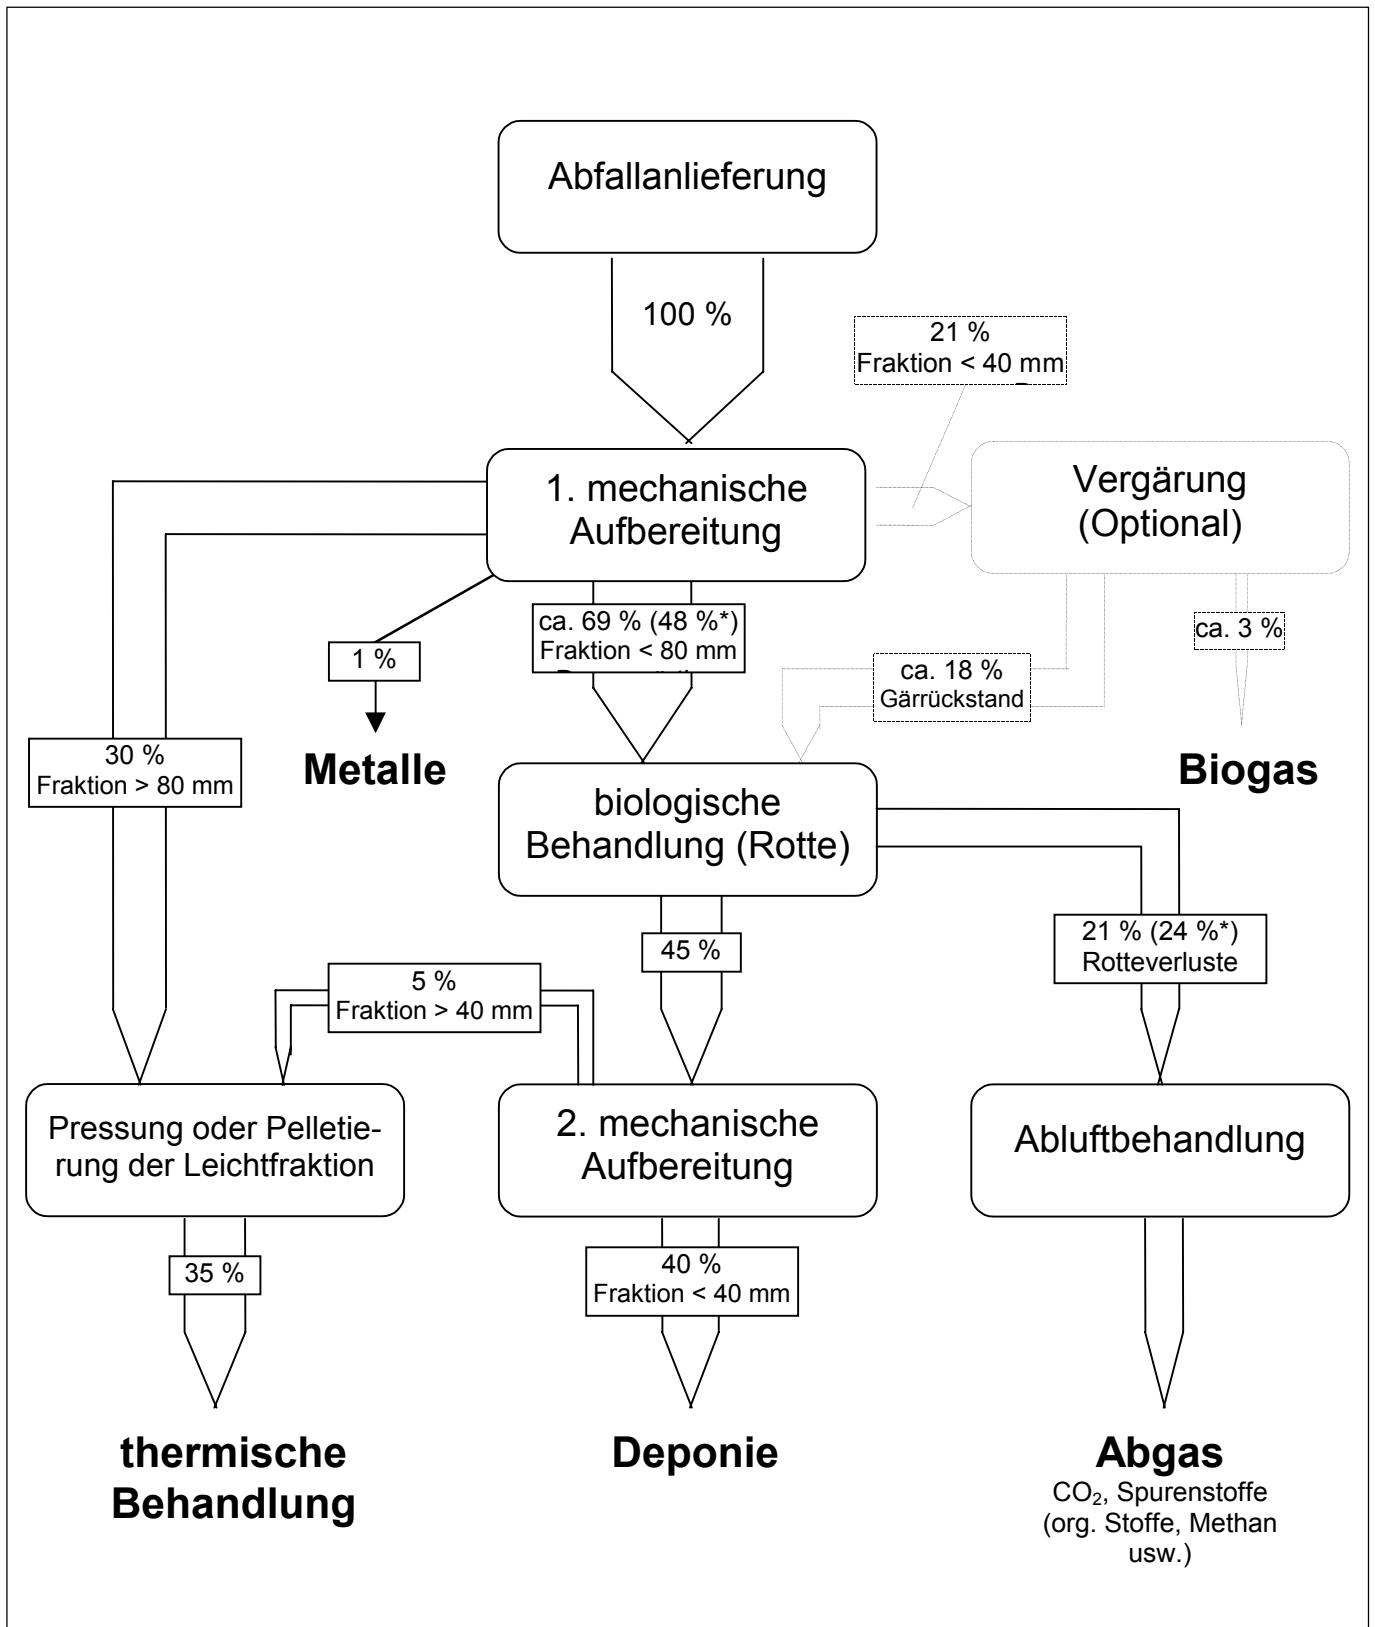 Abfallanlieferung
100 %
21 %
Fraktion < 40 mm
1. mechanische
Aufbereitung
Vergärung
(Optional)
ca. 69 % (48 %*)
Fraktion < 80 mm
1 %
ca. 3 %
ca. 18 %
Gärrückstand
30 %
Fraktion > 80 mm
Metalle
Biogas
biologische
Behandlung (Rotte)
45 %
21 % (24 %*)
Rotteverluste
5 %
Fraktion > 40 mm
Pressung oder Pelletie-
rung der Leichtfraktion
2. mechanische
Aufbereitung
Abluftbehandlung
35 %
40 %
Fraktion < 40 mm
thermische
Behandlung
Deponie
Abgas
CO₂, Spurenstoffe
(org. Stoffe, Methan
usw.)